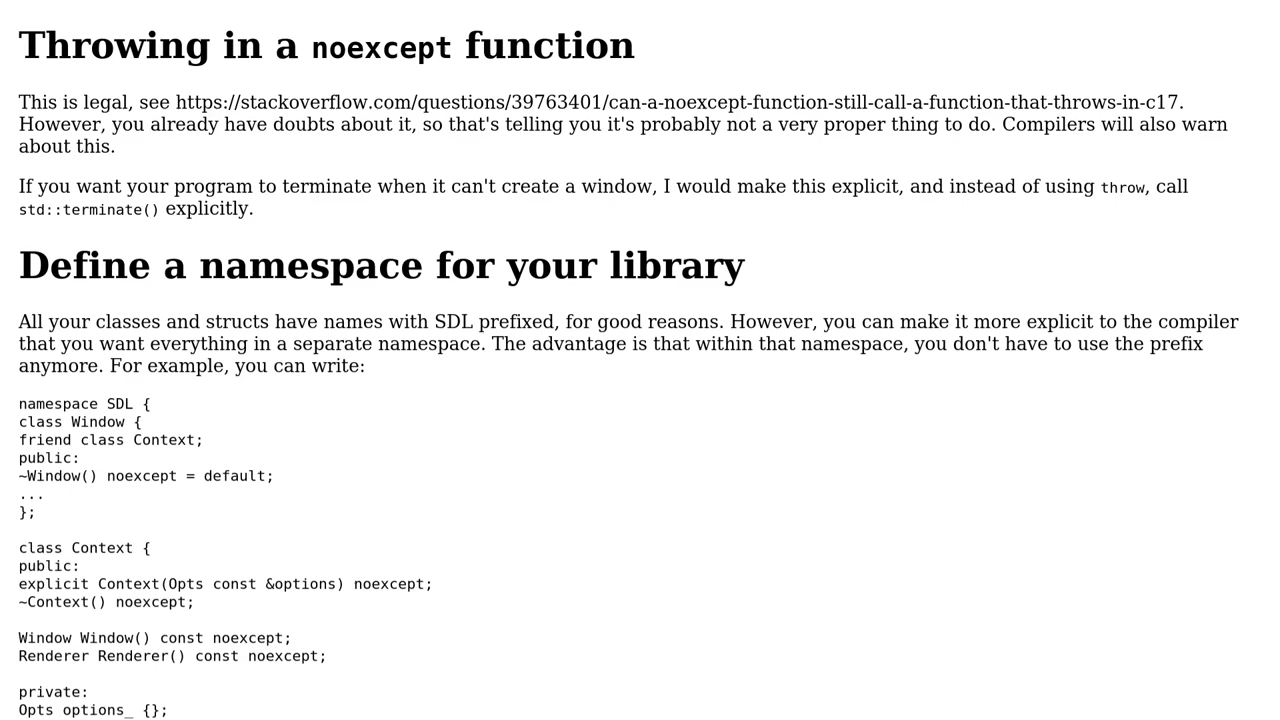 Throwing in a noexcept function
This is legal, see https://stackoverflow.com/questions/39763401/can-a-noexcept-function-still-call-a-function-that-throws-in-c17.
However, you already have doubts about it, so that's telling you it's probably not a very proper thing to do. Compilers will also warn
about this.
If you want your program to terminate when it can't create a window, I would make this explicit, and instead of using throw, call
std::terminate() explicitly.
Define a namespace for your library
All your classes and structs have names with SDL prefixed, for good reasons. However, you can make it more explicit to the compiler
that you want everything in a separate namespace. The advantage is that within that namespace, you don't have to use the prefix
anymore. For example, you can write:
namespace SDL {
class Window {
friend class Context;
public:
~Window() noexcept = default;
...
};
class Context {
public:
explicit Context(Opts const &options) noexcept;
~Context() noexcept;
Window Window() const noexcept;
Renderer Renderer() const noexcept;
private:
Opts options_ {};